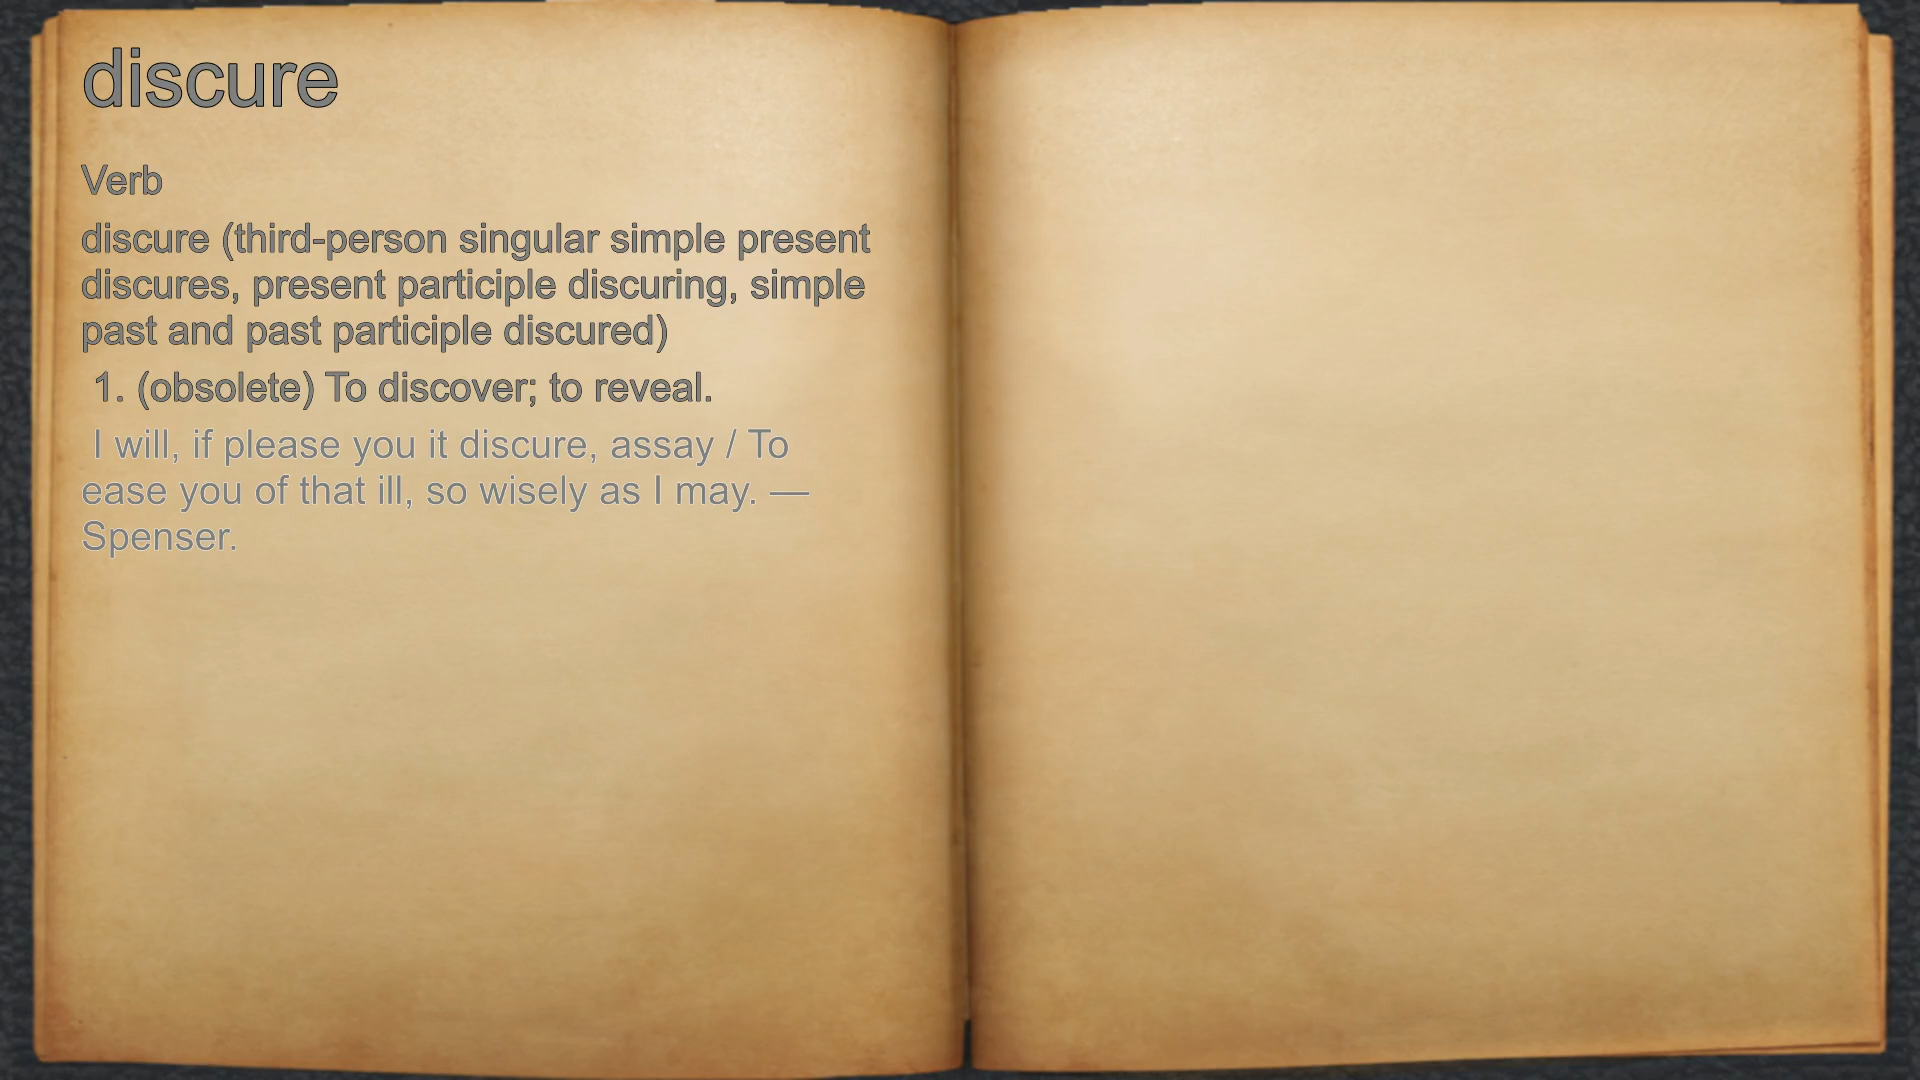 discure
Verb
discure (third-person singular simple present
discures, present participle discuring, simple
past and past participle discured)
1. (obsolete) To discover; to reveal.
I will, if please you it discure, assay / To
ease you of that ill, so wisely as I may. —
Spenser.